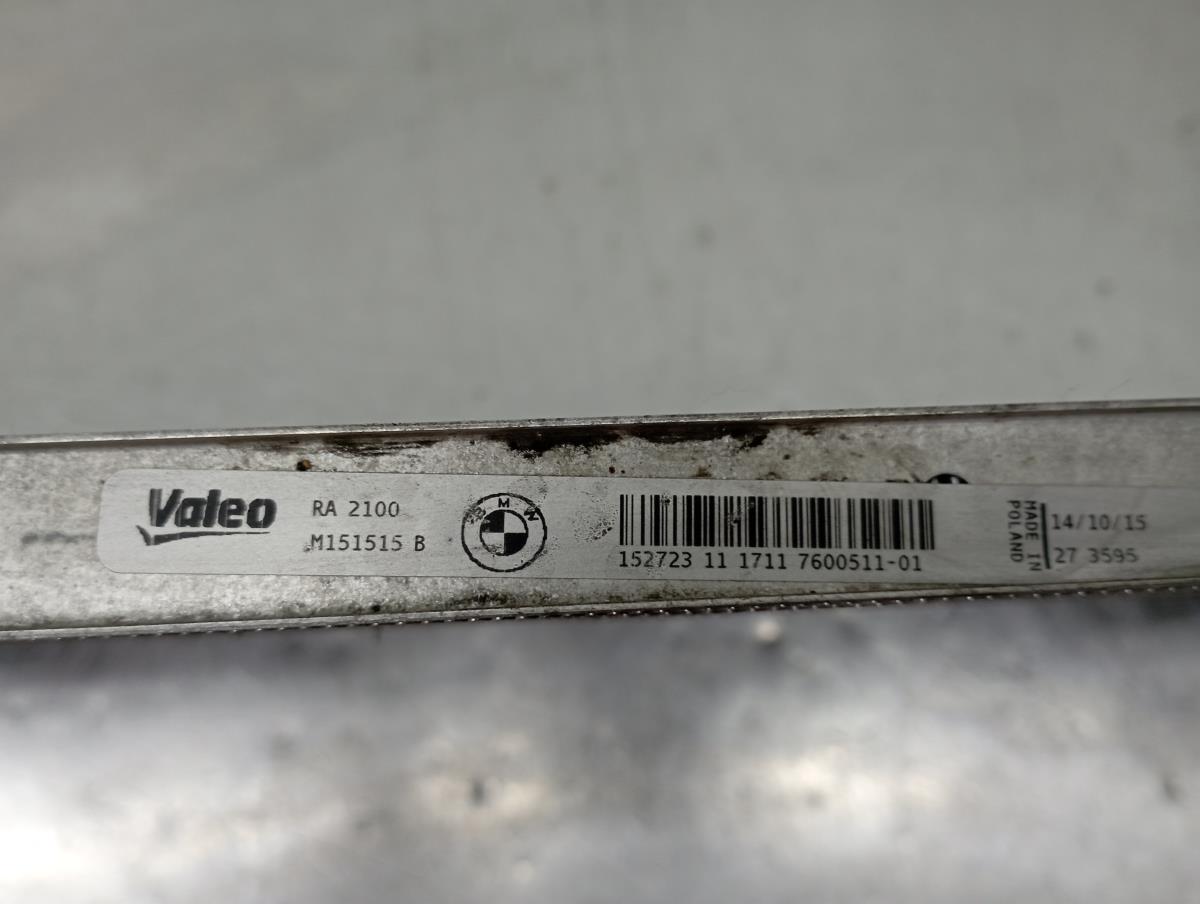 Valeo
RA 2100
M151515 B
BMW
152723 11 1711 7600511-01
MADE IN
POLAND
14/10/15
27 3595